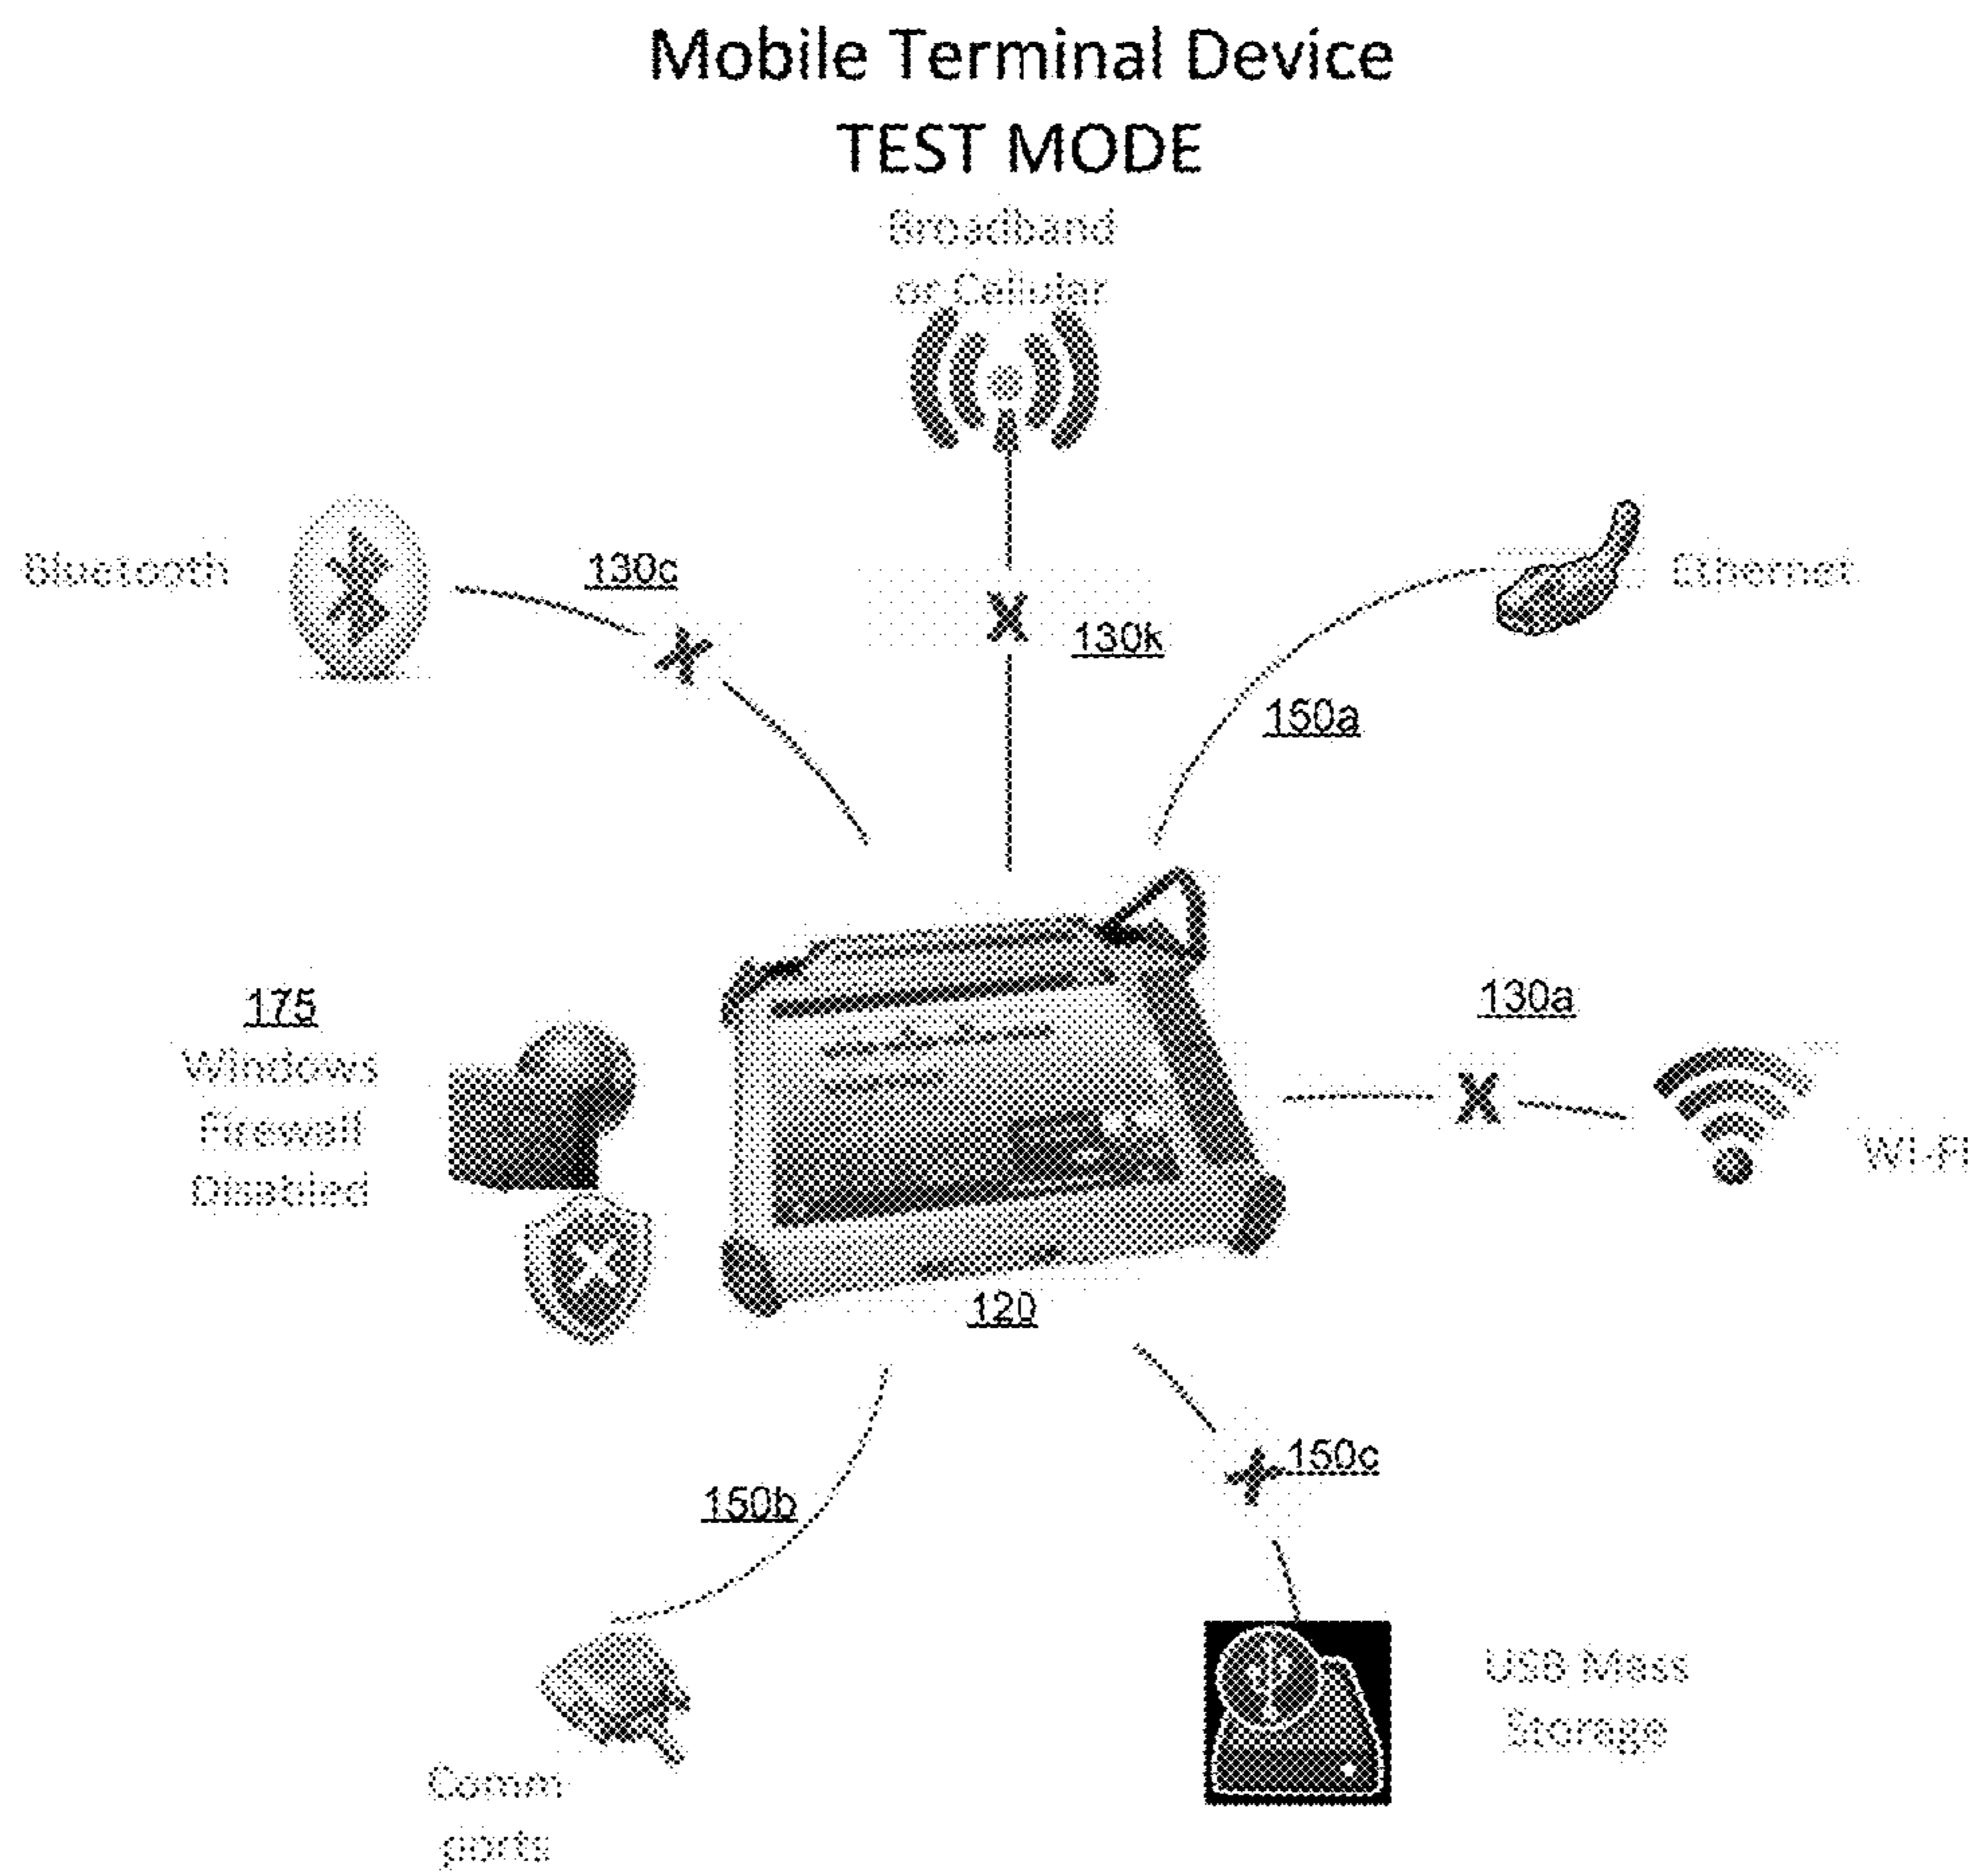 Mobile Terminal Device
TEST MODE
Broadband
or Cellular
Bluetooth
130c
130k
Ethernet
150a
175
Windows
Firewall
Disabled
130a
Wi-Fi
120
150c
150b
USB Mass
Storage
Comm
ports